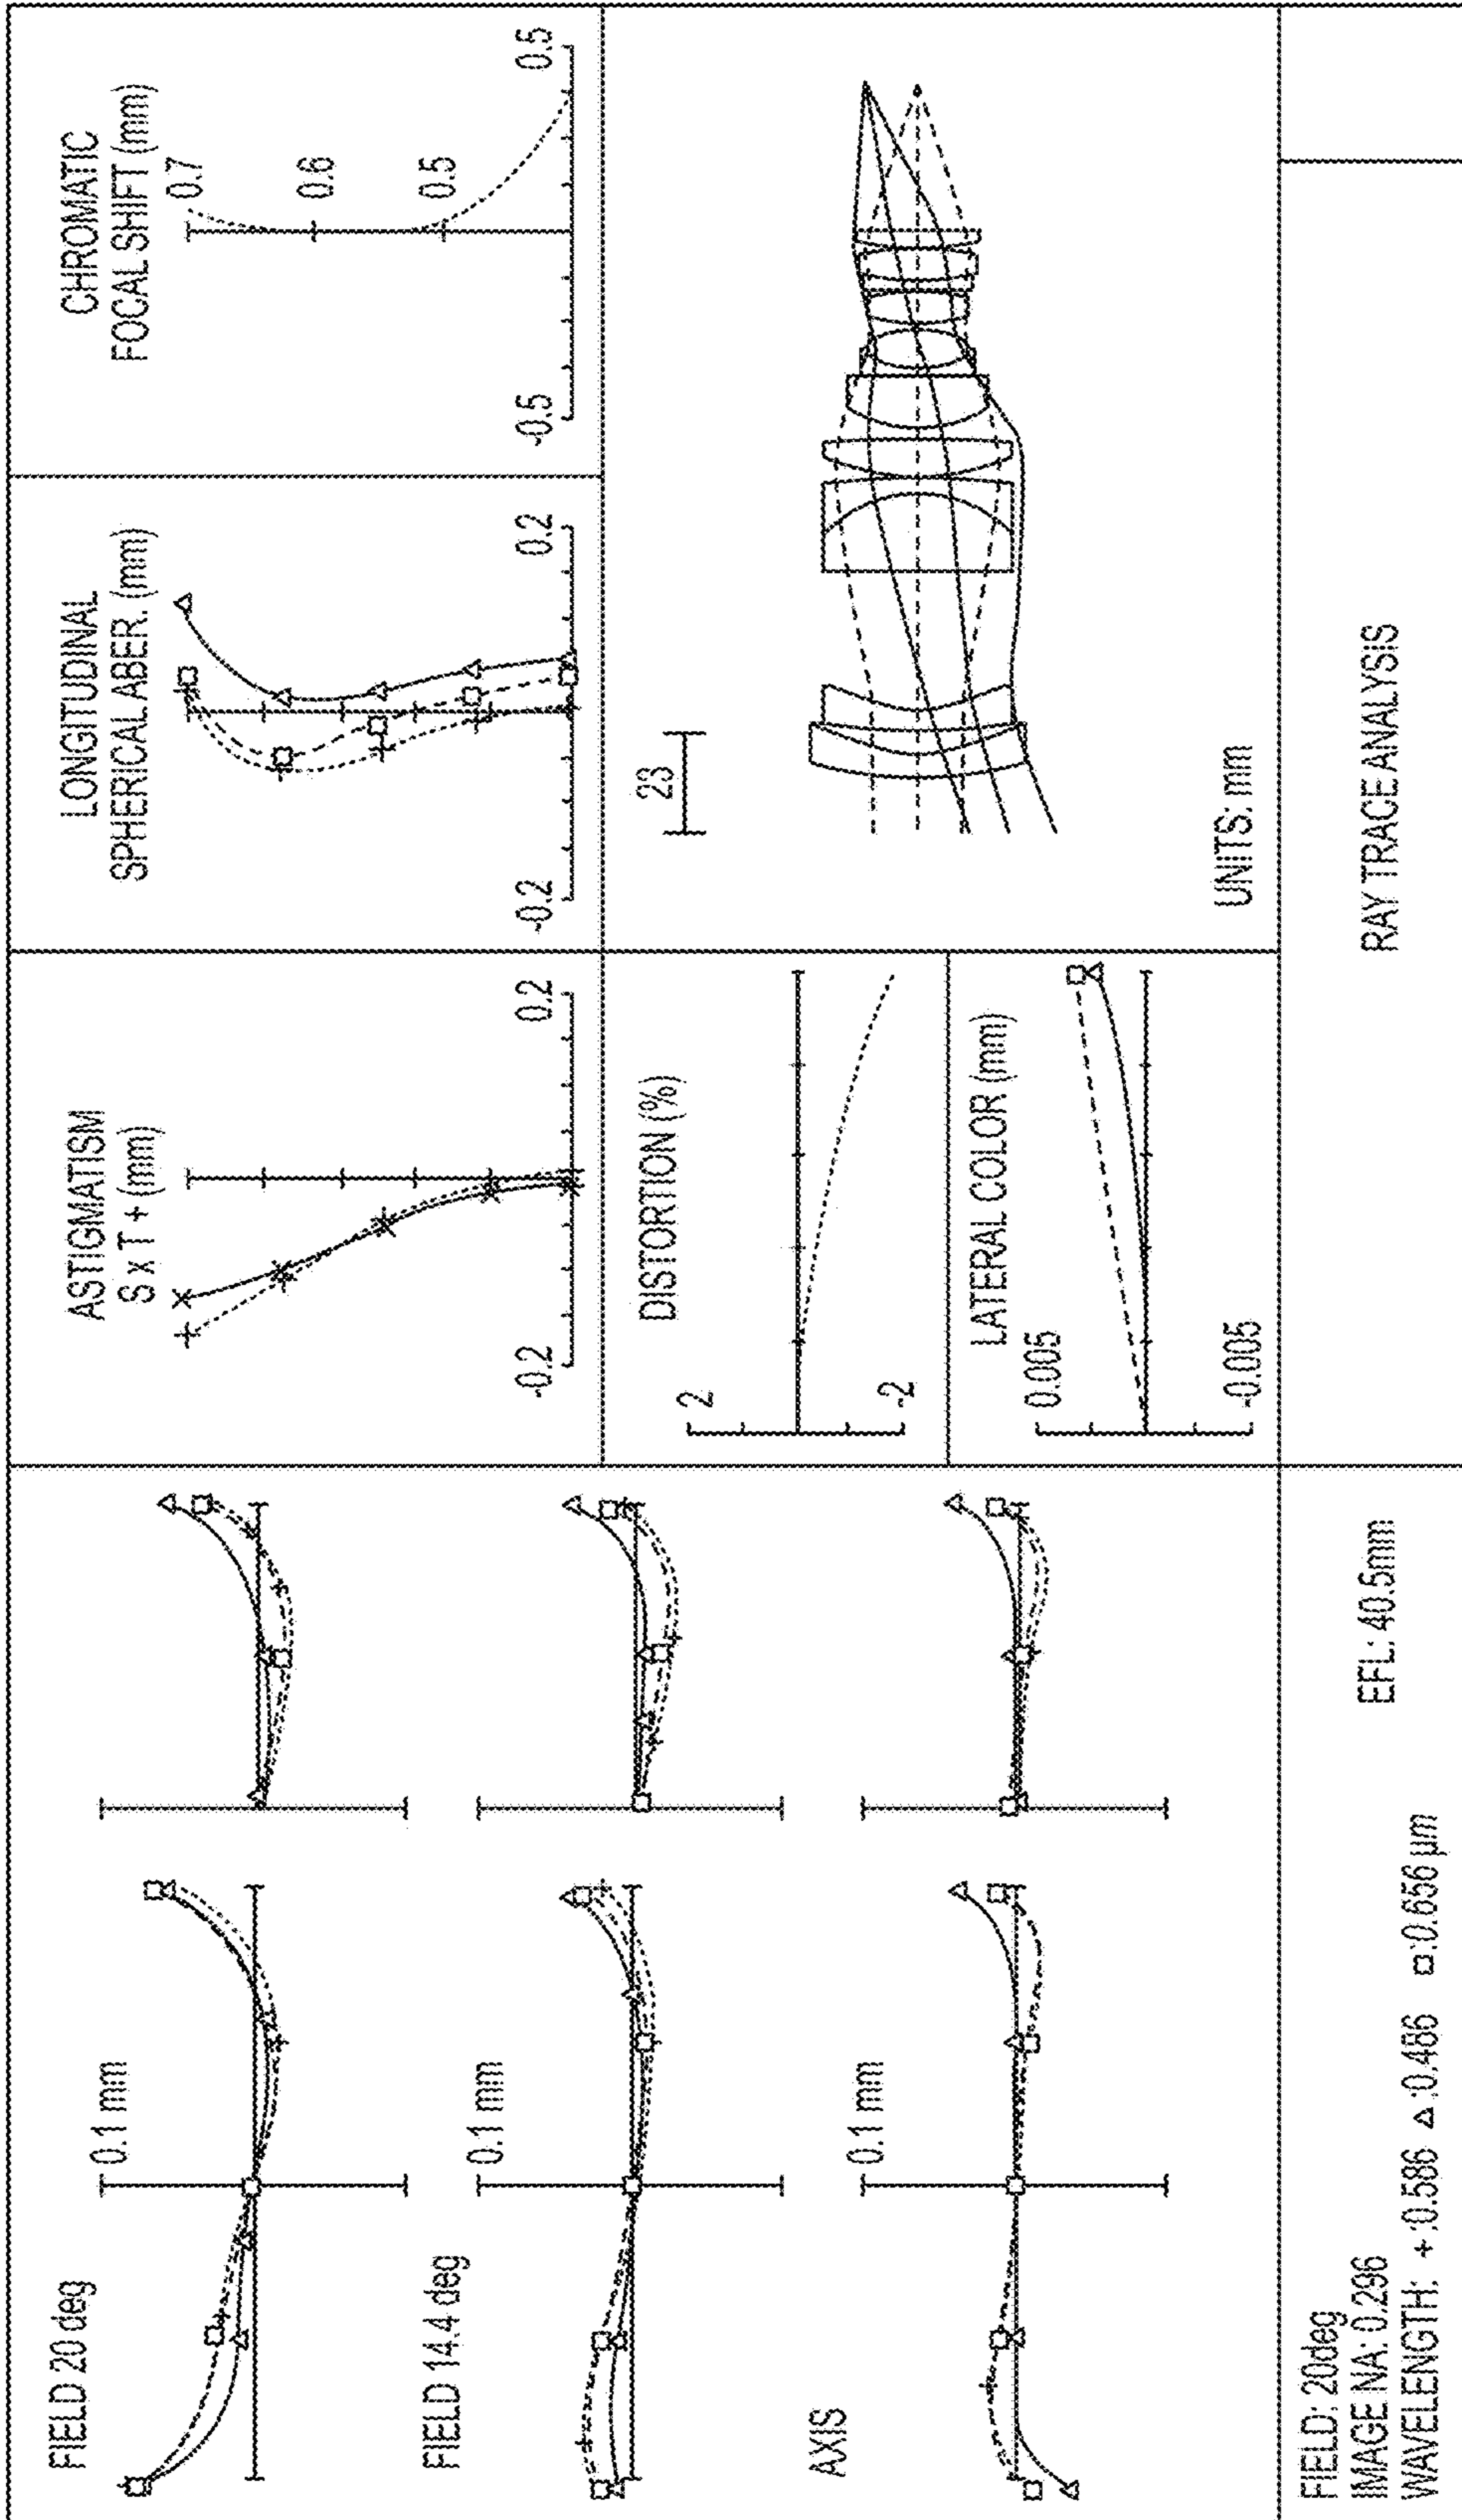 FIELD 20 deg
0.1 mm
FIELD 14.4 deg
0.1 mm
AXIS
0.1 mm
ASTIGMATISM
S x T + (mm)
-0.2
0.2
LONGITUDINAL
SPHERICAL ABER. (mm)
-0.2
0.2
CHROMATIC
FOCAL SHIFT (mm)
0.7
0.6
0.5
-0.5
0.5
DISTORTION (%)
2
-2
LATERAL COLOR (mm)
0.005
-0.005
23
UNITS: mm
FIELD: 20deg
IMAGE NA: 0.296
WAVELENGTH: + :0.586 △:0.486 □:0.656 µm
EFL: 40.5mm
RAY TRACE ANALYSIS